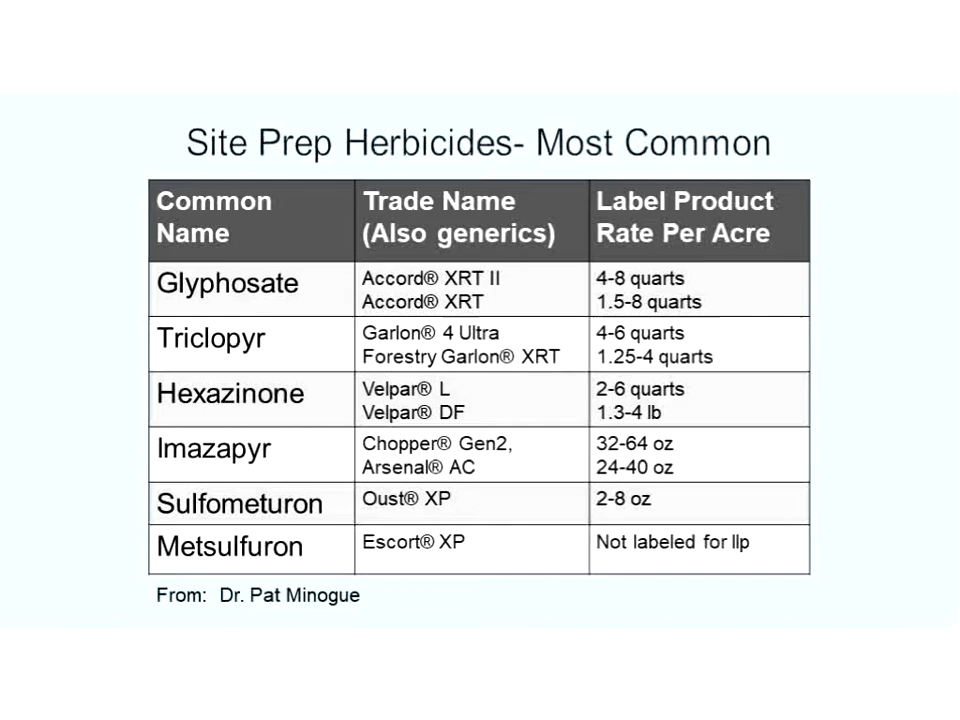 Site Prep Herbicides- Most Common
Common Name
Trade Name (Also generics)
Label Product Rate Per Acre
Glyphosate
Accord® XRT II
4-8 quarts
Accord® XRT
1.5-8 quarts
Triclopyr
Garlon® 4 Ultra
4-6 quarts
Forestry Garlon® XRT
1.25-4 quarts
Hexazinone
Velpar® L
2-6 quarts
Velpar® DF
1.3-4 lb
Imazapyr
Chopper® Gen2,
32-64 oz
Arsenal® AC
24-40 oz
Sulfometuron
Oust® XP
2-8 oz
Metsulfuron
Escort® XP
Not labeled for llp
From: Dr. Pat Minogue